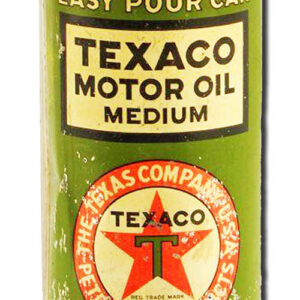 EASY POUR CAN
TEXACO
MOTOR OIL
MEDIUM
THE TEXAS COMPANY U.S.A.
TEXACO
T
REG. TRADE MARK